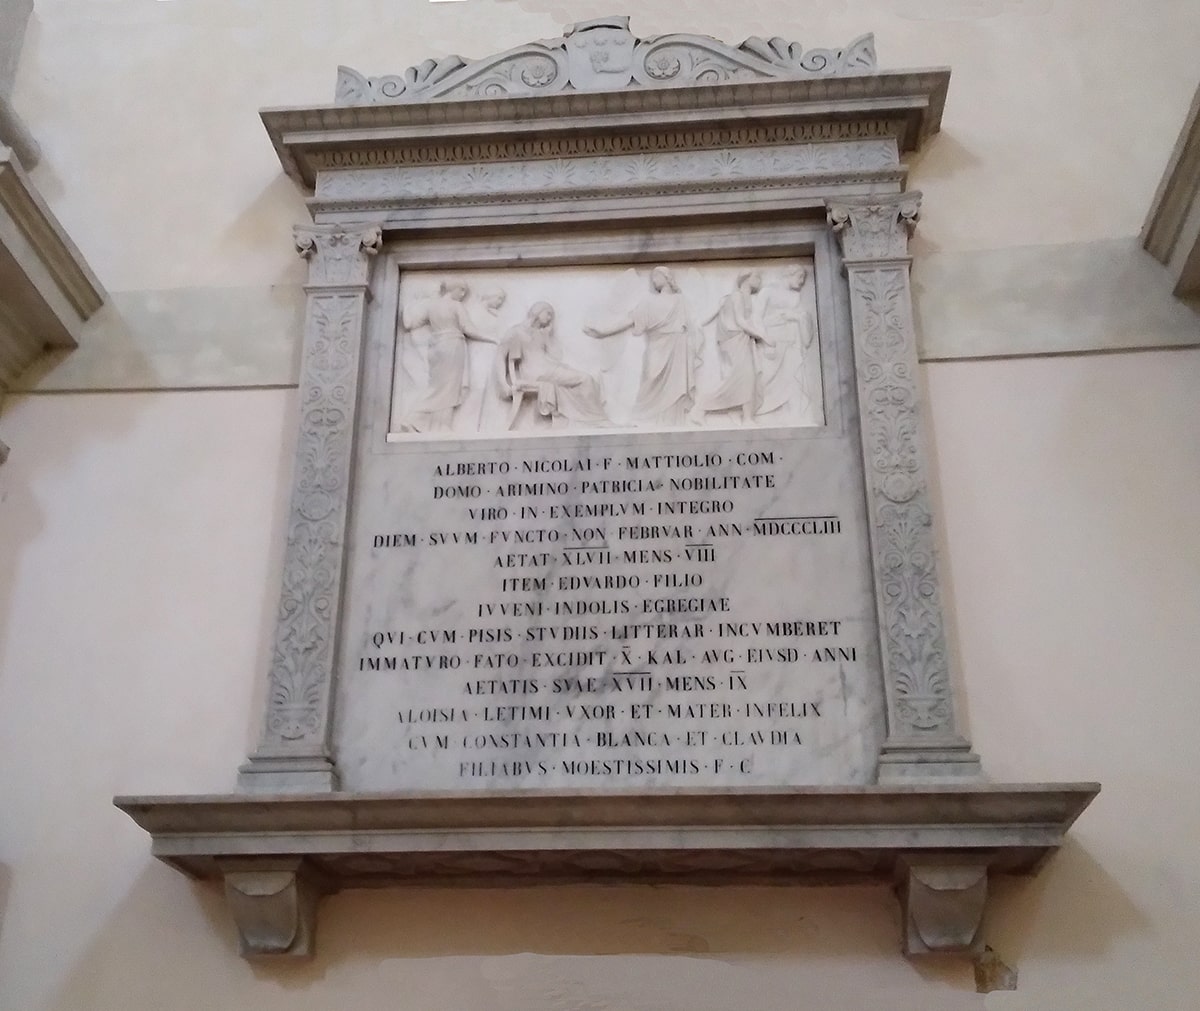 ALBERTO · NICOLAI · F · MATTIOLO · COM ·
DOMO · ARIMINO · PATRICIA · NOBILITATE
VIRO · IN · EXEMPLVM · INTEGRO
DIEM · SVVM · FVNCTO · NON · FEBRVAR · ANN · MDCCCLIII
AETAT · XLVII · MENS · VIII
ITEM · EDVARDO · FILIO
IVVENI · INDOLIS · EGREGIAE
QVI · CVM · PISIS · STVDIIS · LITTERAR · INCVMBERET
IMMATVRO · FATO · EXCIDIT · X · KAL · AVG · EIVSD · ANNI
AETATIS · SVAE · XVII · MENS · IX
ALOISIA · LETIMI · VXOR · ET · MATER · INFELIX
CVM · CONSTANTIA · BLANCA · ET · CLAVDIA
FILIABVS · MOESTISSIMIS · F · C